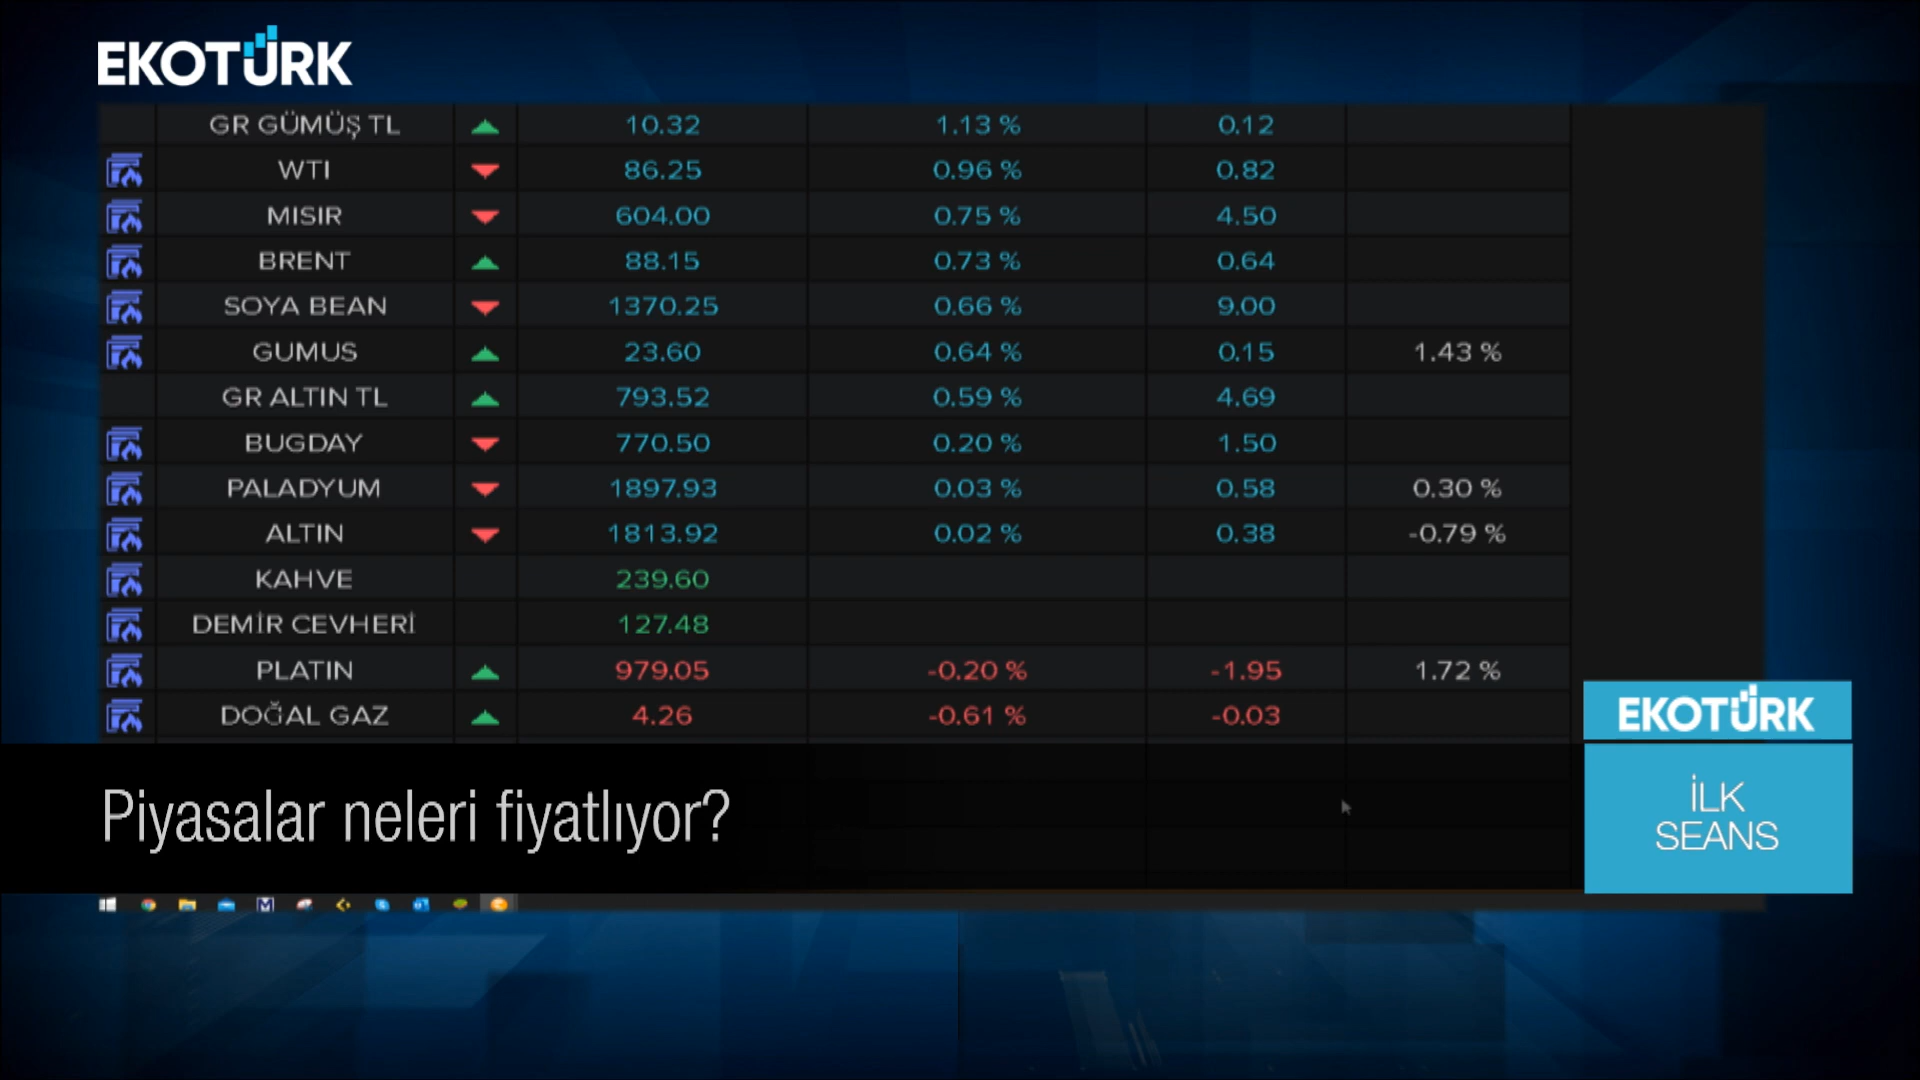 EKOTÜRK
GR GÜMÜŞ TL 10.32 1.13 % 0.12
WTI 86.25 0.96 % 0.82
MISIR 604.00 0.75 % 4.50
BRENT 88.15 0.73 % 0.64
SOYA BEAN 1370.25 0.66 % 9.00
GUMUS 23.60 0.64 % 0.15 1.43 %
GR ALTIN TL 793.52 0.59 % 4.69
BUGDAY 770.50 0.20 % 1.50
PALADYUM 1897.93 0.03 % 0.58 0.30 %
ALTIN 1813.92 0.02 % 0.38 -0.79 %
KAHVE 239.60
DEMİR CEVHERİ 127.48
PLATIN 979.05 -0.20 % -1.95 1.72 %
DOĞAL GAZ 4.26 -0.61 % -0.03
EKOTÜRK
Piyasalar neleri fiyatlıyor?
İLK
SEANS